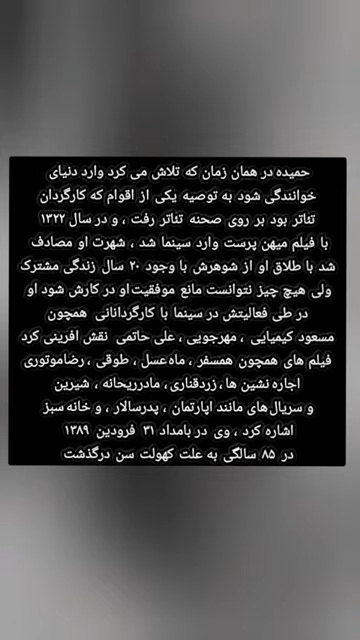 حمیده در همان زمان که تلاش می کرد وارد دنیای
خوانندگی شود به توصیه یکی از اقوام که کارگردان
تئاتر بود بر روی صحنه تئاتر رفت ، و در سال ۱۳۲۲
با فیلم میهن پرست وارد سینما شد ، شهرت او مصادف
شد با طلاق او از شوهرش با وجود ۲۰ سال زندگی مشترک
ولی هیچ چیز نتوانست مانع موفقیت او در کارش شود او
در طی فعالیتش در سینما با کارگردانانی همچون
مسعود کیمیایی ، مهرجویی ، علی حاتمی نقش افرینی کرد
فیلم های همچون همسفر ، ماه عسل ، طوقی ، رضاموتوری
اجاره نشین ها ، زردقناری ، مادر ریحانه ، شیرین
و سریال های مانند اپارتمان ، پدرسالار ، و خانه سبز
اشاره کرد ، وی در بامداد ۳۱ فرودین ۱۳۸۹
در ۸۵ سالگی به علت کهولت سن درگذشت